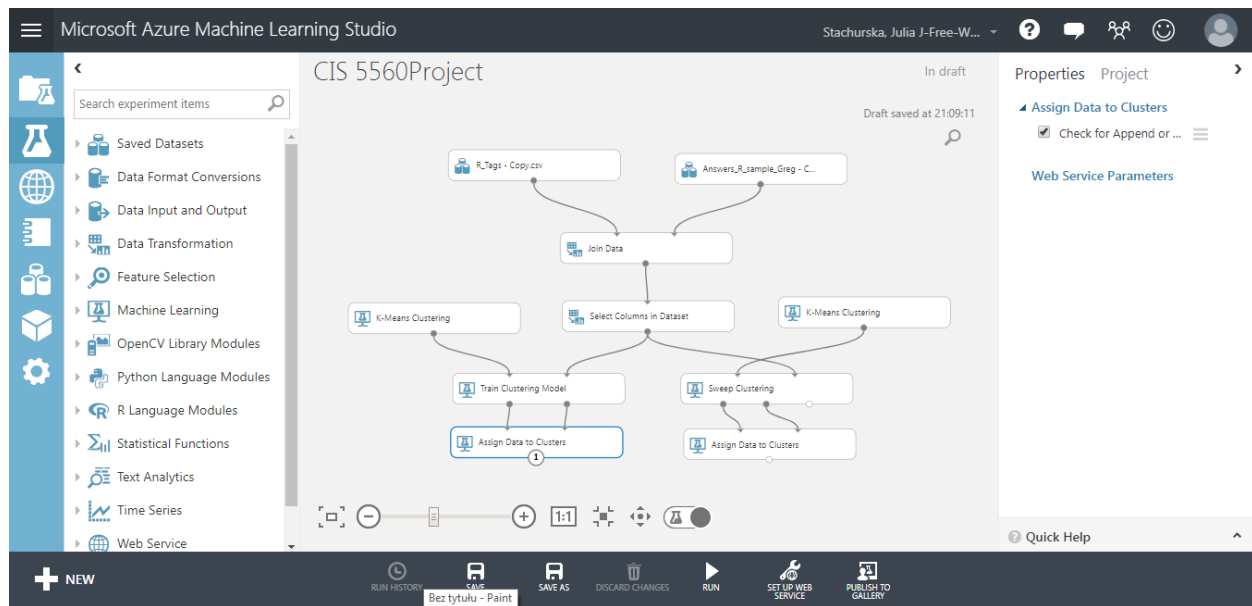 Microsoft Azure Machine Learning Studio
Stachurska, Julia J-Free-W...
Search experiment items
Saved Datasets
Data Format Conversions
Data Input and Output
Data Transformation
Feature Selection
Machine Learning
OpenCV Library Modules
Python Language Modules
R Language Modules
Statistical Functions
Text Analytics
Time Series
Web Service
CIS 5560Project
In draft
Draft saved at 21:09:11
R_Tags - Copy.csv
Answers_R_sample_Greg - C...
Join Data
K-Means Clustering
Select Columns in Dataset
K-Means Clustering
Train Clustering Model
Sweep Clustering
Assign Data to Clusters
1
Assign Data to Clusters
1:1
Properties Project
Assign Data to Clusters
Check for Append or ...
Web Service Parameters
Quick Help
NEW
RUN HISTORY
SAVE
SAVE AS
DISCARD CHANGES
RUN
SET UP WEB
SERVICE
PUBLISH TO
GALLERY
Bez tytułu - Paint